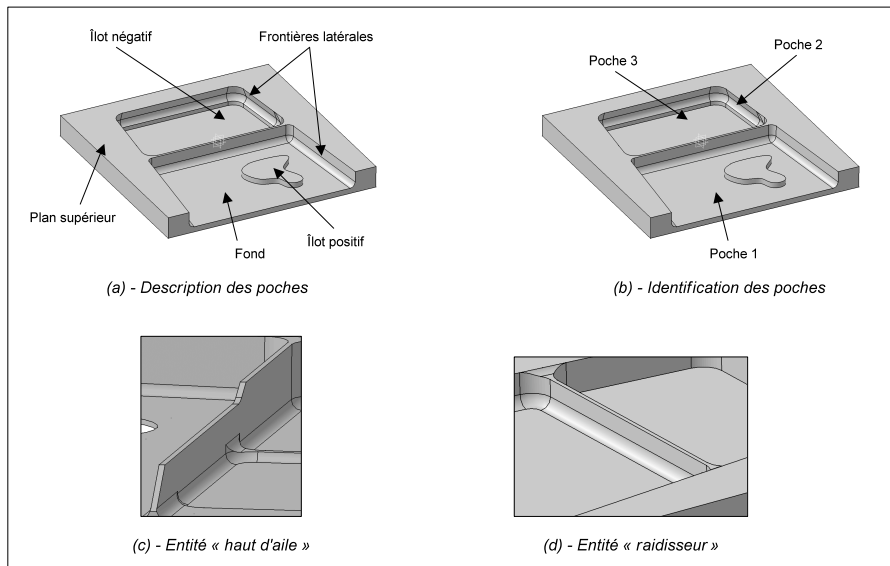 Îlot négatif
Frontières latérales
Plan supérieur
Fond
Îlot positif
(a) - Description des poches
Poche 3
Poche 2
Poche 1
(b) - Identification des poches
(c) - Entité « haut d'aile »
(d) - Entité « raidisseur »